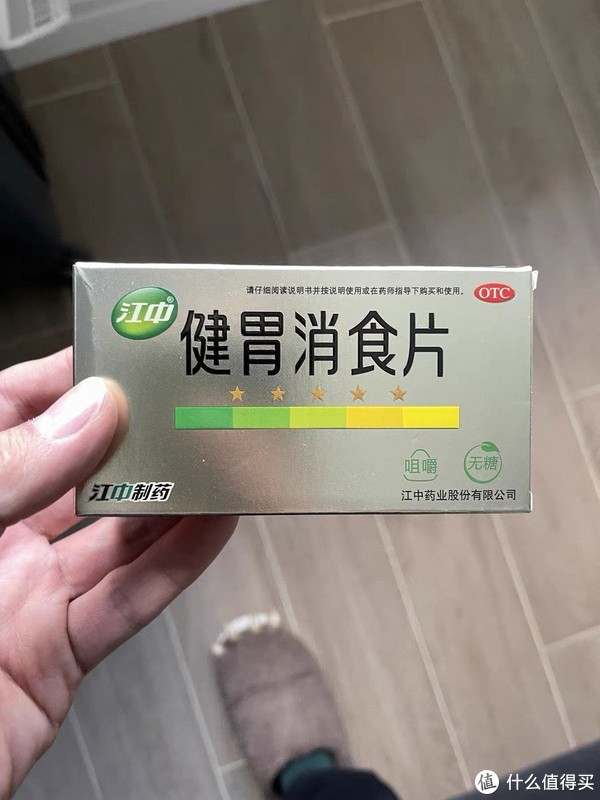 请仔细阅读说明书并按说明使用或在药师指导下购买和使用。
OTC
江中®
健胃消食片
咀嚼
无糖
江中制药
江中药业股份有限公司
值 什么值得买